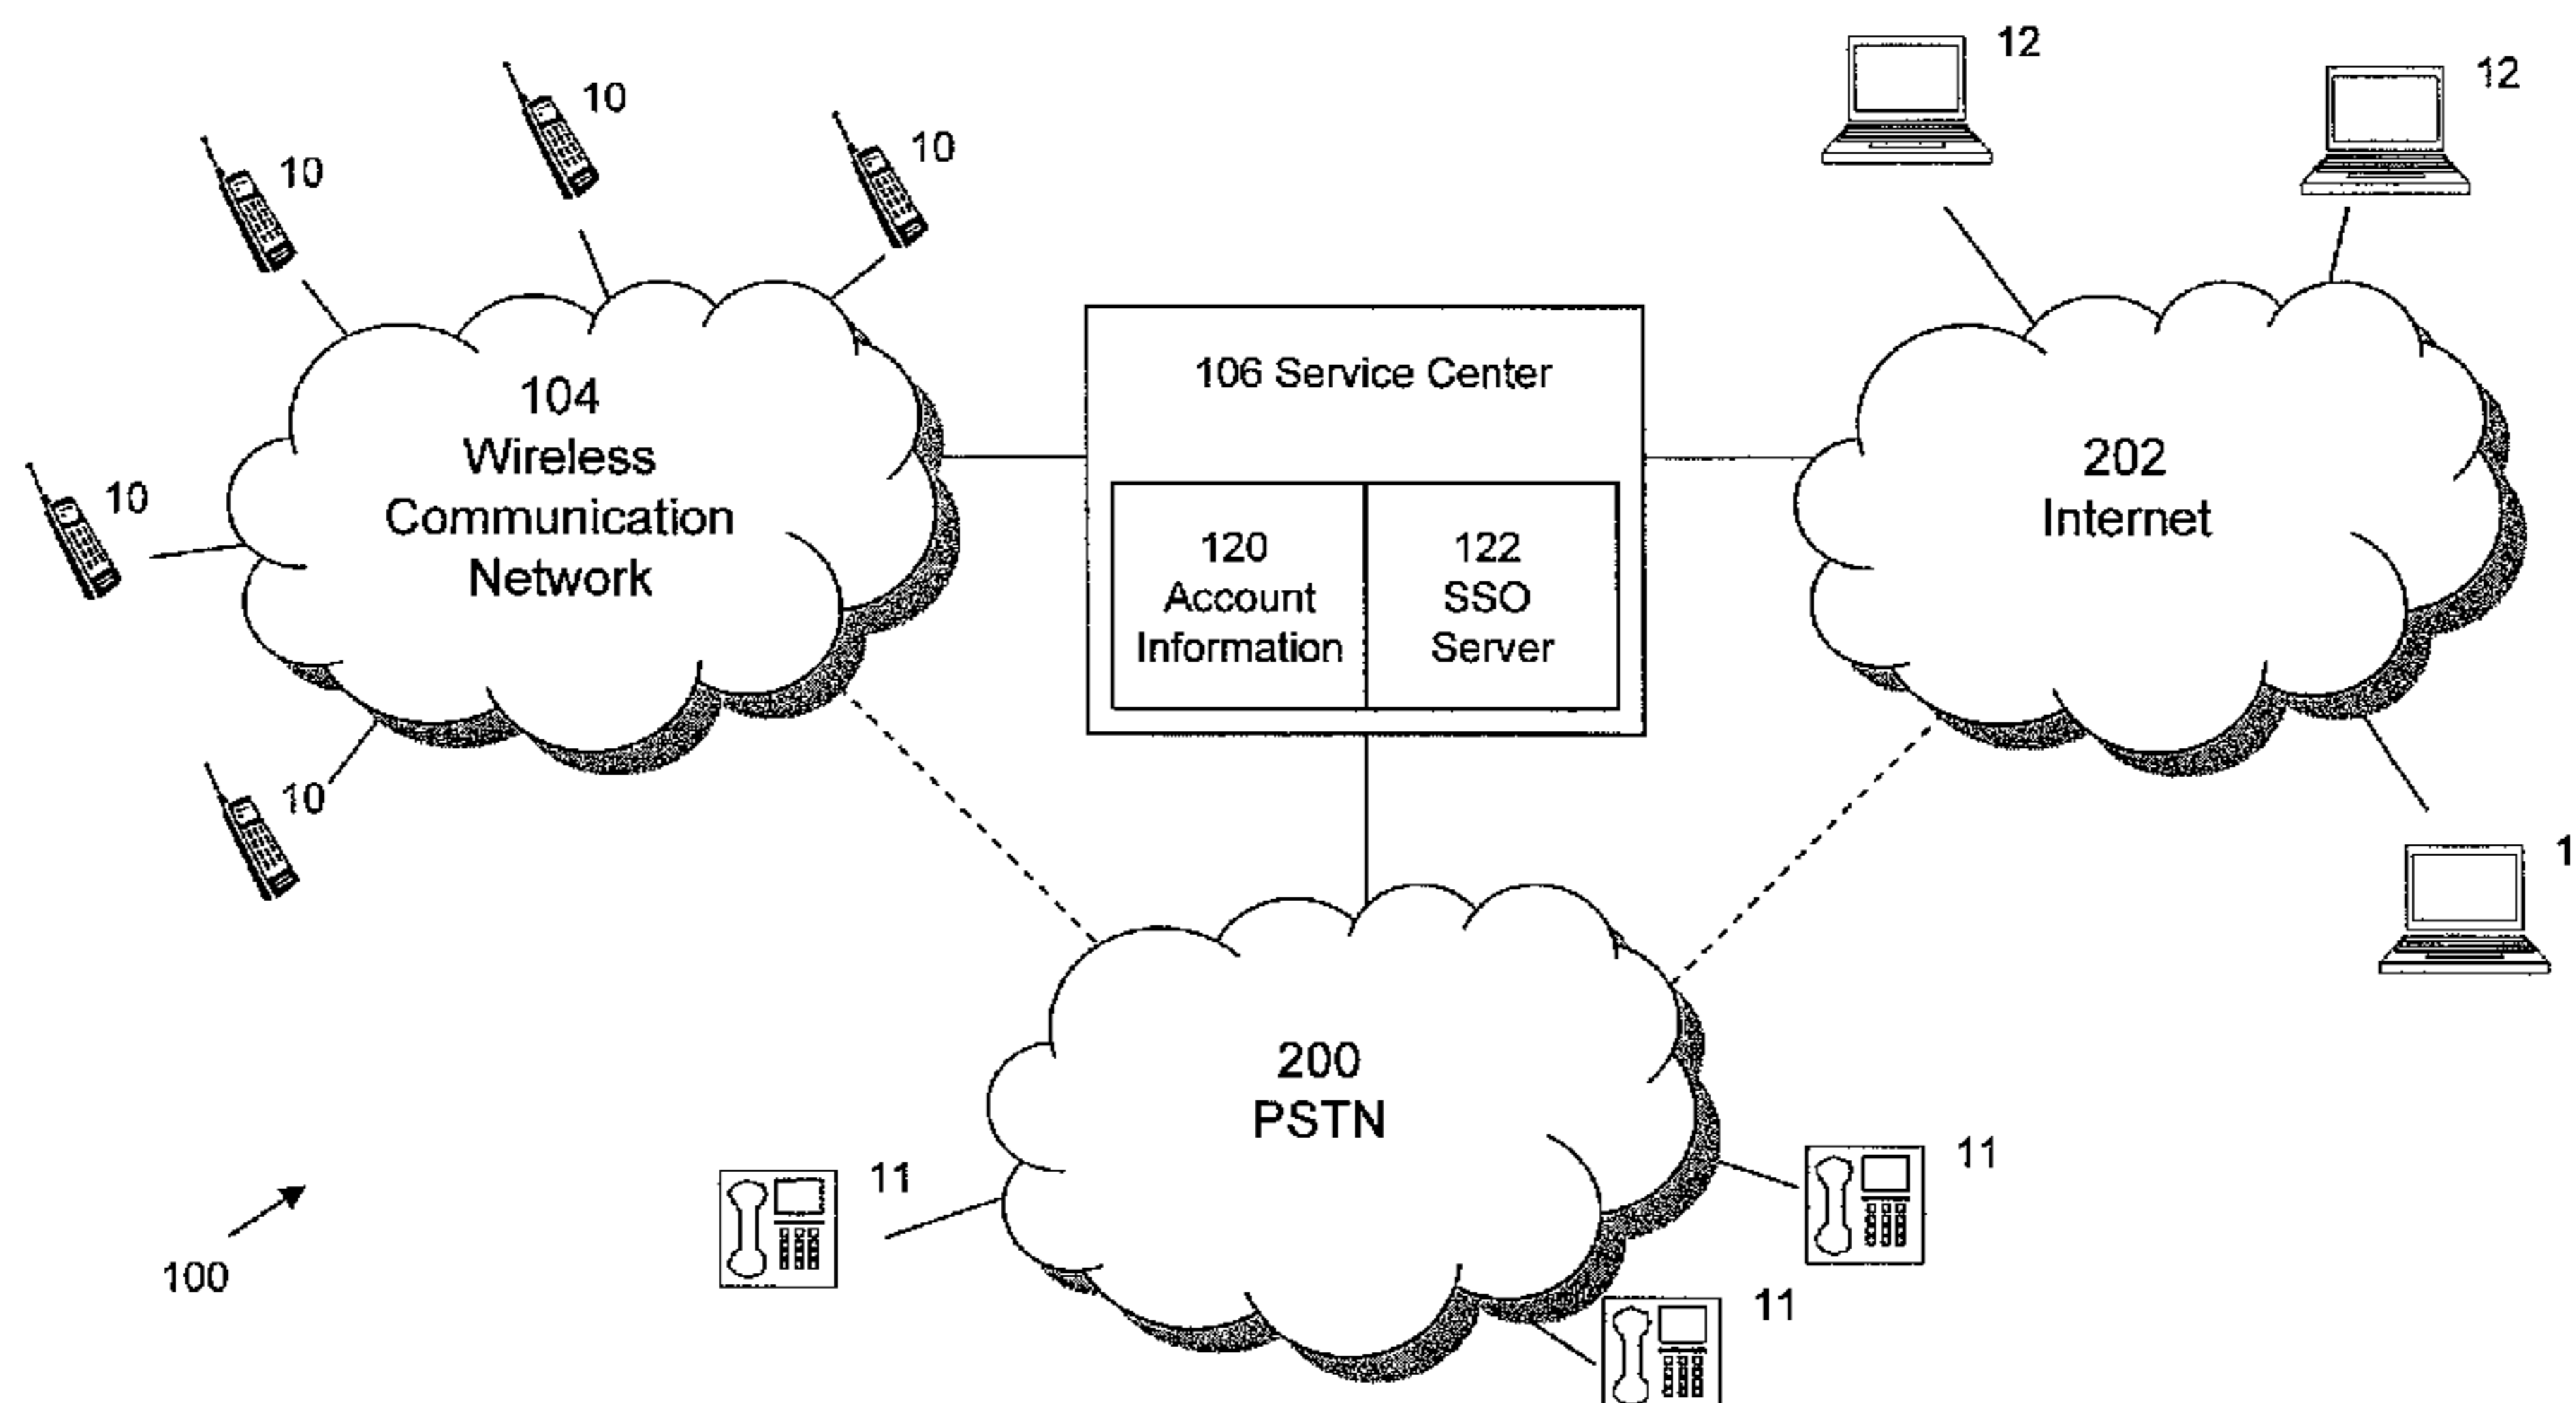 12
12
10
10
10
106 Service Center
104
Wireless
Communication
Network
202
Internet
10
120
Account
Information
122
SSO
Server
10
1
200
PSTN
11
11
100
11